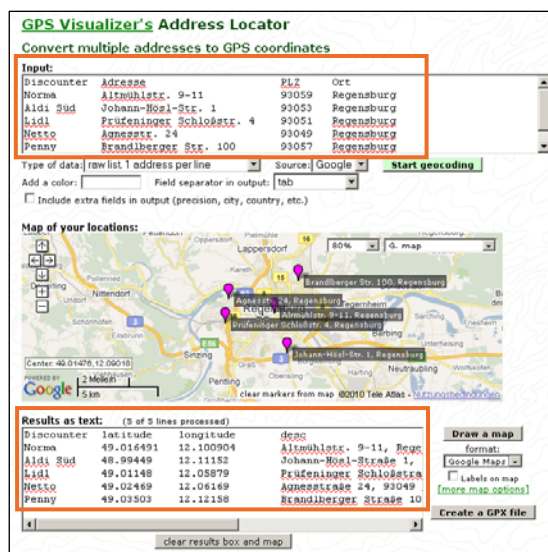 GPS Visualizer's Address Locator
Convert multiple addresses to GPS coordinates
Input:
Discounter Adresse PLZ Ort
Norma Altmühlstr. 9-11 93059 Regensburg
Aldi Süd Johann-Hösl-Str. 1 93053 Regensburg
Lidl Prüfeninger Schloßstr. 4 93051 Regensburg
Netto Agnesstr. 24 93049 Regensburg
Penny Brandlberger Str. 100 93057 Regensburg
Type of data: raw list, 1 address per line Source: Google Start geocoding
Add a color: Field separator in output: tab
Include extra fields in output (precision, city, country, etc.)
Map of your locations:
Pielmühle
Oppersdorf
Lappersdorf
80% G. map
Kareth
Nittendorf
Brandlberger Str. 100, Regensburg
Agnesstr. 24, Regensburg
Altmühlstr. 9-11, Regensburg
Prüfeninger Schloßstr. 4, Regensburg
Barbing
Sinzing
Johann-Hösl-Str. 1, Regensburg
Neutraubling
Center: 49.01476,12.09018
Pentling
POWERED BY
Google
2 Meilen
5 km
clear markers from map ©2010 Tele Atlas - Nutzungsbedingungen
Results as text: (5 of 5 lines processed)
Discounter latitude longitude desc
Norma 49.016491 12.100904 Altmühlstr. 9-11, Rege
Aldi Süd 48.99449 12.11152 Johann-Hösl-Straße 1,
Lidl 49.01148 12.05879 Prüfeninger Schloßstra
Netto 49.02469 12.06169 Agnesstraße 24, 93049
Penny 49.03503 12.12158 Brandlberger Straße 10
Draw a map
format:
Google Maps
Labels on map
[more map options]
Create a GPX file
clear results box and map